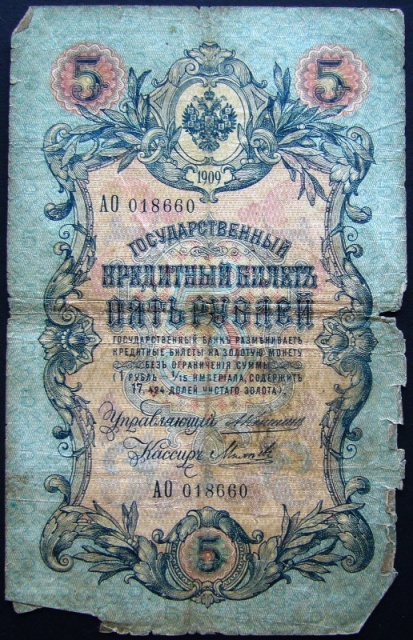 5 5
1909
АО 018660
ГОСУДАРСТВЕННЫЙ
КРЕДИТНЫЙ БИЛЕТЪ
ПЯТЬ РУБЛЕЙ
ГОСУДАРСТВЕННЫЙ БАНКЪ РАЗМѢНИВАЕТЪ
КРЕДИТНЫЕ БИЛЕТЫ НА ЗОЛОТУЮ МОНЕТУ
БЕЗЪ ОГРАНИЧЕНІЯ СУММЫ
(1 РУБЛЬ = 1/15 ИМПЕРІАЛА, СОДЕРЖИТЪ
17,424 ДОЛЕЙ ЧИСТАГО ЗОЛОТА).
Управляющій
Кассиръ
АО 018660
5